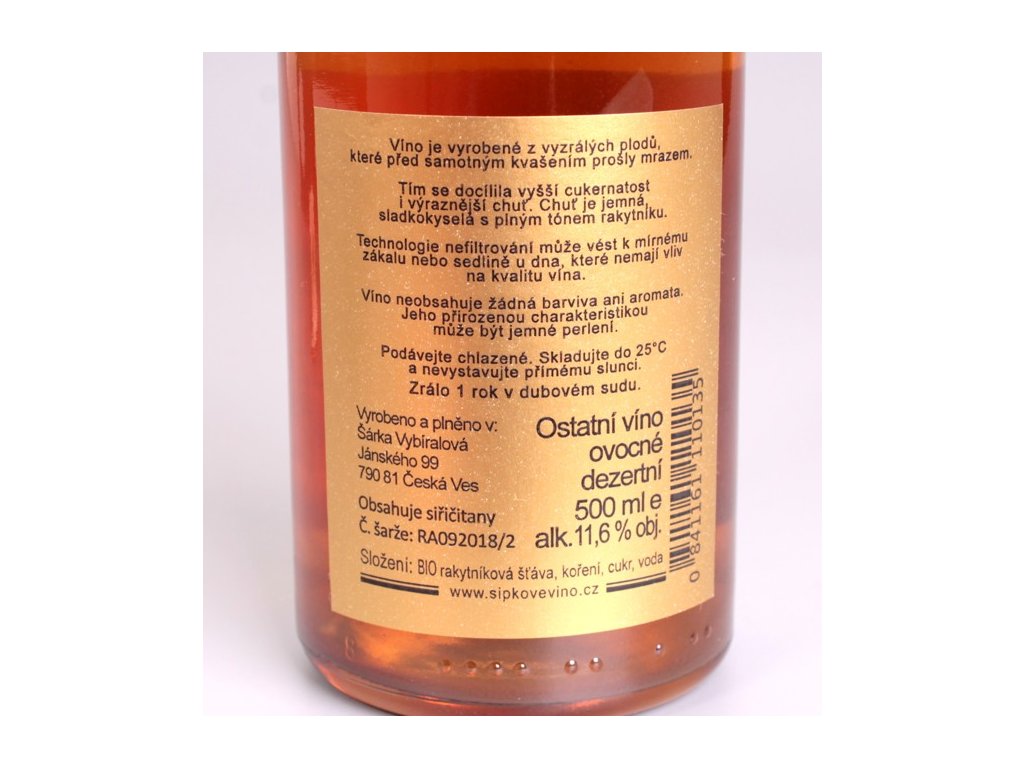 Víno je vyrobené z vyzrálých plodů,
které před samotným kvašením prošly mrazem.
Tím se docílila vyšší cukernatost
i výraznější chuť. Chuť je jemná,
sladkokyselá s plným tónem rakytníku.
Technologie nefiltrování může vést k mírnému
zákalu nebo sedlině u dna, které nemají vliv
na kvalitu vína.
Víno neobsahuje žádná barviva ani aromata.
Jeho přirozenou charakteristikou
může být jemné perlení.
Podávejte chlazené. Skladujte do 25°C
a nevystavujte přímému slunci.
Zrálo 1 rok v dubovém sudu.
Vyrobeno a plněno v:
Šárka Vybíralová
Jánského 99
790 81 Česká Ves
Obsahuje siřičitany
Č. šarže: RA092018/2
Ostatní víno
ovocné
dezertní
500 ml e
alk.11,6 % obj.
Složení: BIO rakytníková šťáva, koření, cukr, voda
www.sipkovevino.cz
0 841161 110135